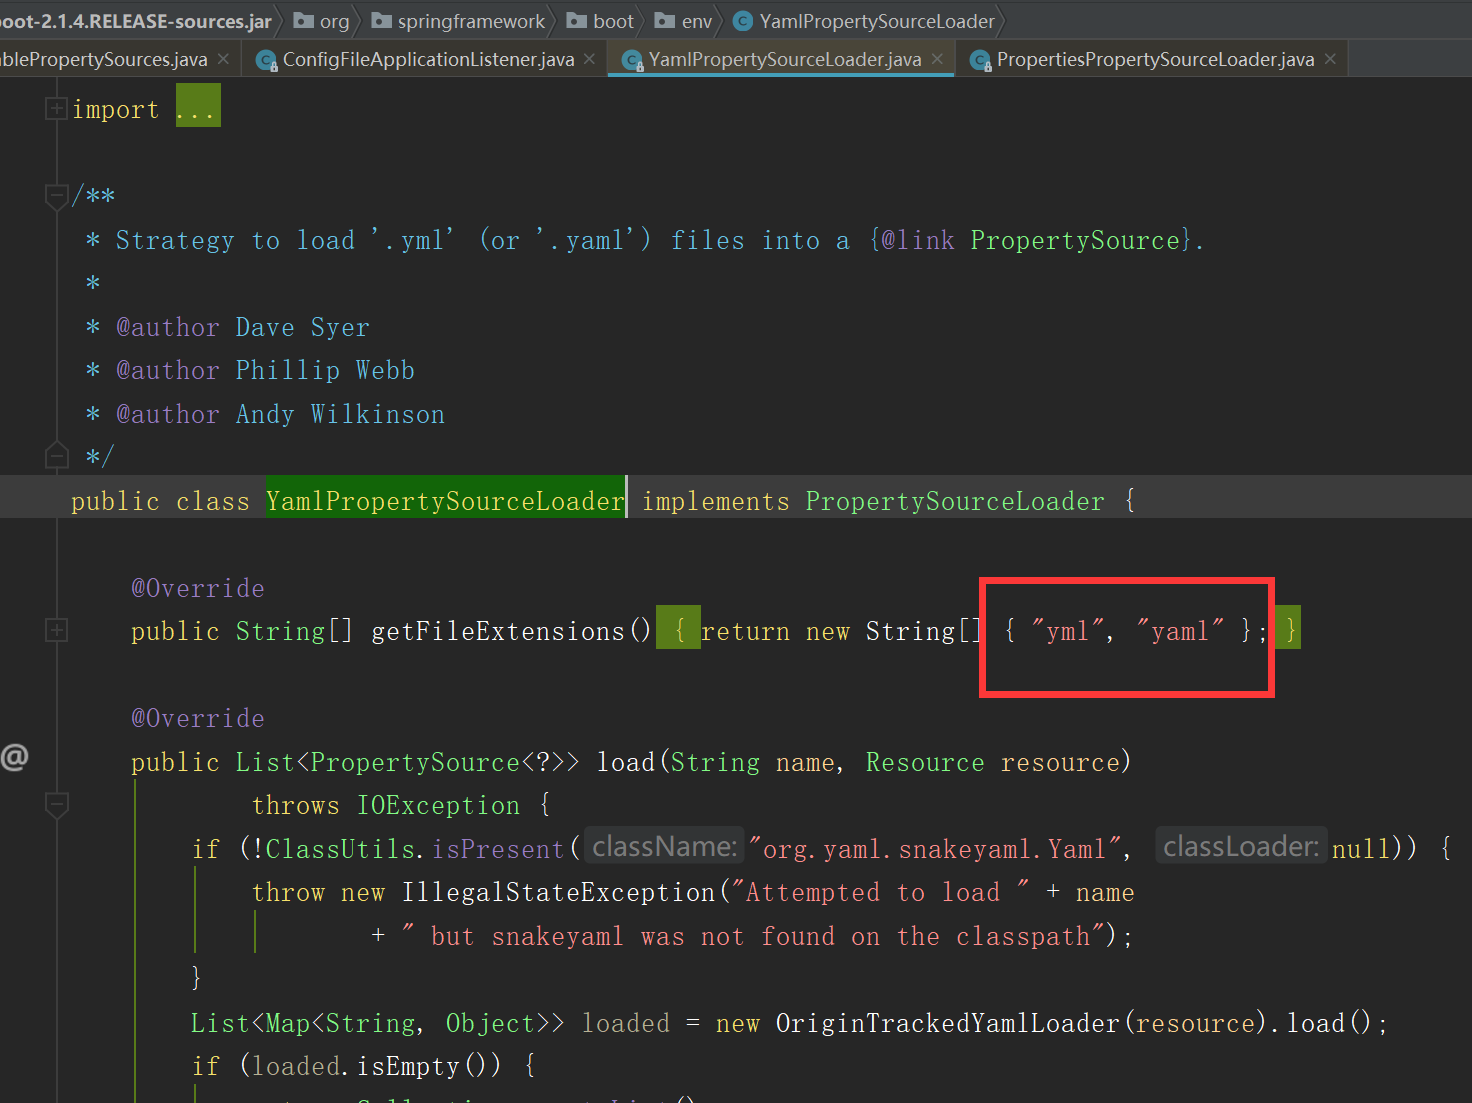 boot-2.1.4.RELEASE-sources.jar org springframework boot env YamlPropertySourceLoader
blePropertySources.java ConfigFileApplicationListener.java YamlPropertySourceLoader.java PropertiesPropertySourceLoader.java
import ...
/**
* Strategy to load '.yml' (or '.yaml') files into a {@link PropertySource}.
*
* @author Dave Syer
* @author Phillip Webb
* @author Andy Wilkinson
*/
public class YamlPropertySourceLoader implements PropertySourceLoader {
@Override
public String[] getFileExtensions() { return new String[] { "yml", "yaml" }; }
@Override
@
public List<PropertySource<?>> load(String name, Resource resource)
throws IOException {
if (!ClassUtils.isPresent( className: "org.yaml.snakeyaml.Yaml", classLoader: null)) {
throw new IllegalStateException("Attempted to load " + name
+ " but snakeyaml was not found on the classpath");
}
List<Map<String, Object>> loaded = new OriginTrackedYamlLoader(resource).load();
if (loaded.isEmpty()) {